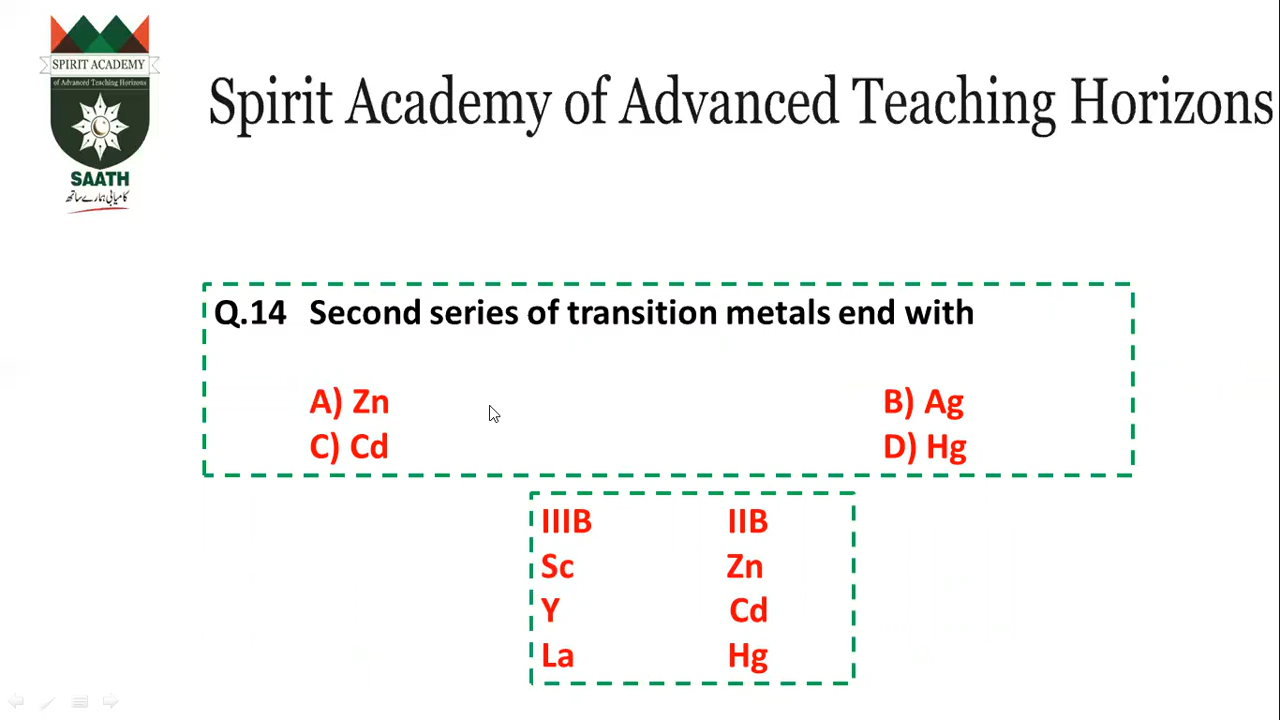 SPIRIT ACADEMY
of Advanced Teaching Horizons
SAATH
کامیابی ہمارے ساتھ
Spirit Academy of Advanced Teaching Horizons
Q.14 Second series of transition metals end with
A) Zn B) Ag
C) Cd D) Hg
IIIB IIB
Sc Zn
Y Cd
La Hg